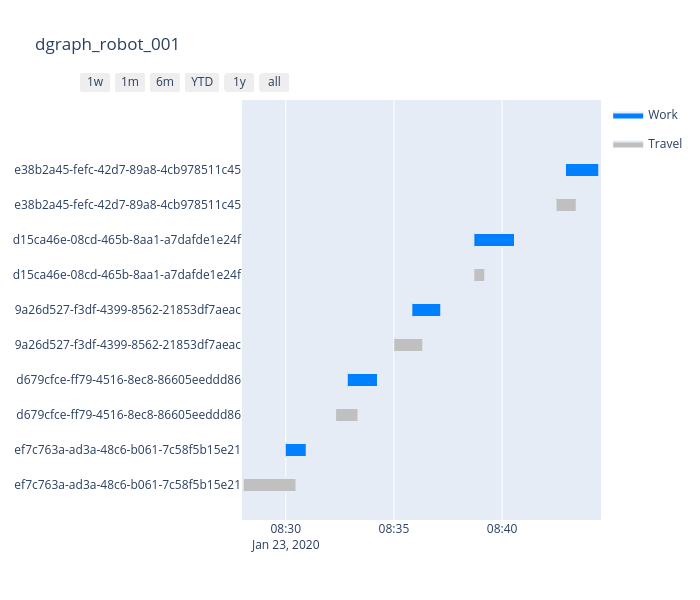 dgraph_robot_001
1w 1m 6m YTD 1y all
Work
Travel
e38b2a45-fefc-42d7-89a8-4cb978511c45
e38b2a45-fefc-42d7-89a8-4cb978511c45
d15ca46e-08cd-465b-8aa1-a7dafde1e24f
d15ca46e-08cd-465b-8aa1-a7dafde1e24f
9a26d527-f3df-4399-8562-21853df7aeac
9a26d527-f3df-4399-8562-21853df7aeac
d679cfce-ff79-4516-8ec8-86605eeddd86
d679cfce-ff79-4516-8ec8-86605eeddd86
ef7c763a-ad3a-48c6-b061-7c58f5b15e21
ef7c763a-ad3a-48c6-b061-7c58f5b15e21
08:30 08:35 08:40
Jan 23, 2020